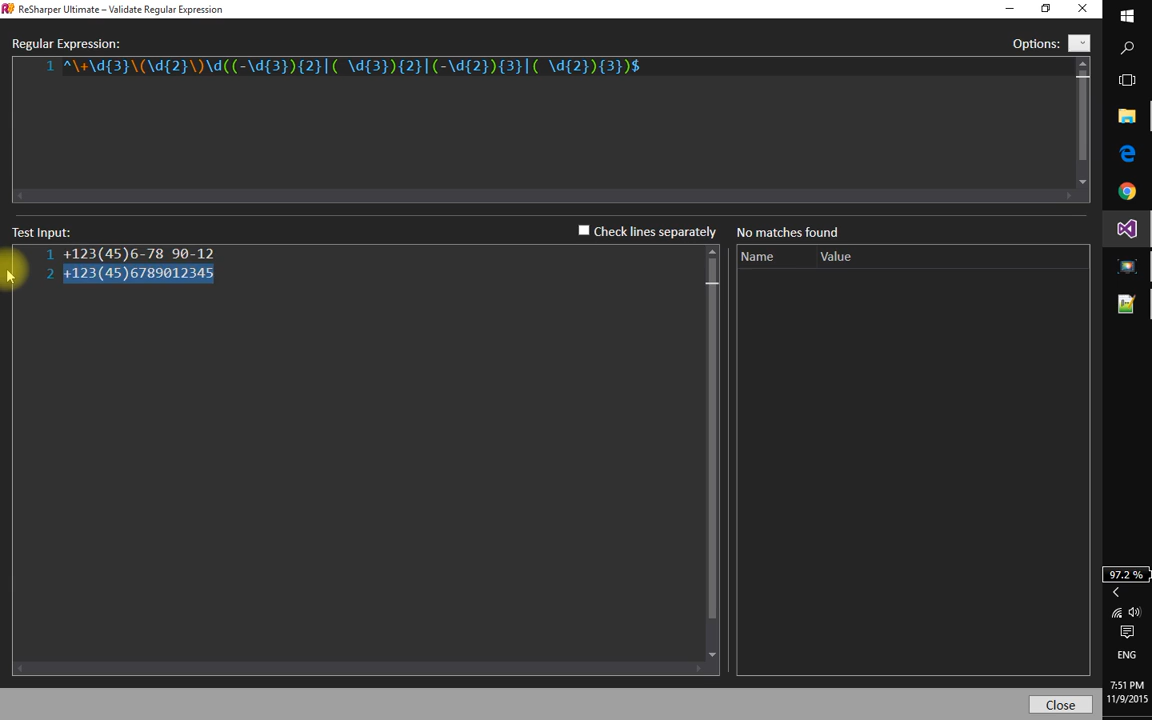 ReSharper Ultimate – Validate Regular Expression
Regular Expression:
Options:
1 ^\+\d{3}\(\d{2}\)\d((-\d{3}){2}|( \d{3}){2}|(-\d{2}){3}|( \d{2}){3})$
Test Input:
Check lines separately
No matches found
1 +123(45)6-78 90-12
2 +123(45)6789012345
Name Value
97.2 %
ENG
7:51 PM
11/9/2015
Close